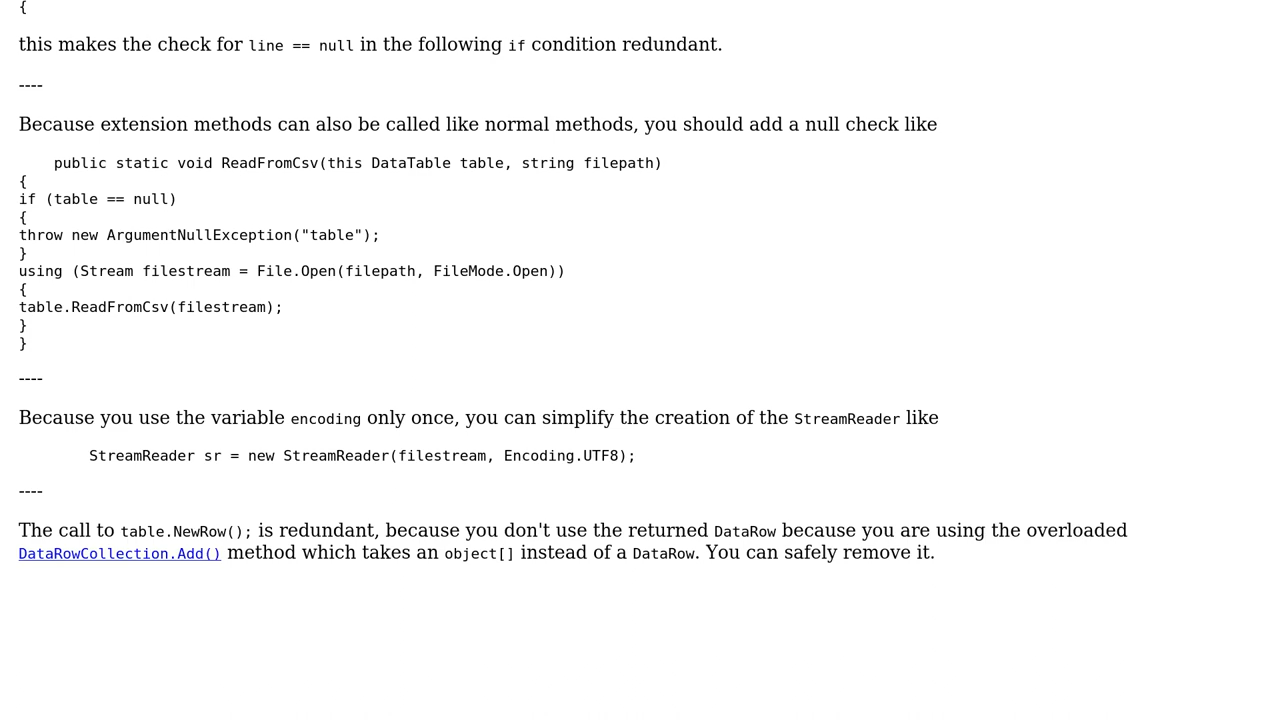 {
this makes the check for line == null in the following if condition redundant.
----
Because extension methods can also be called like normal methods, you should add a null check like
    public static void ReadFromCsv(this DataTable table, string filepath)
{
if (table == null)
{
throw new ArgumentNullException("table");
}
using (Stream filestream = File.Open(filepath, FileMode.Open))
{
table.ReadFromCsv(filestream);
}
}
----
Because you use the variable encoding only once, you can simplify the creation of the StreamReader like
        StreamReader sr = new StreamReader(filestream, Encoding.UTF8);
----
The call to table.NewRow(); is redundant, because you don't use the returned DataRow because you are using the overloaded
DataRowCollection.Add() method which takes an object[] instead of a DataRow. You can safely remove it.